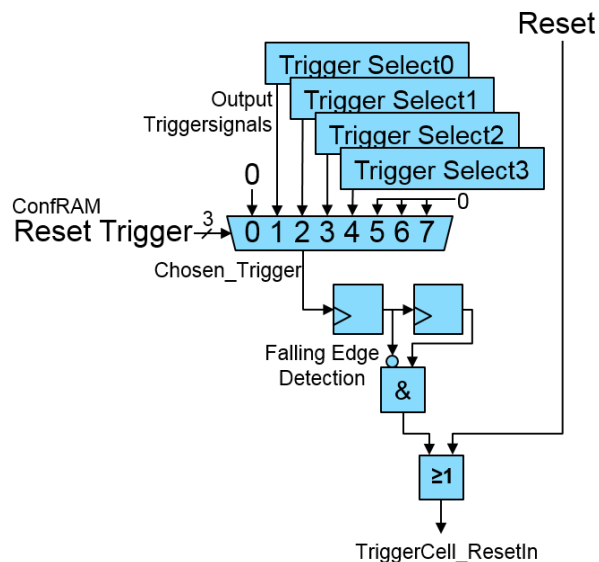 Reset
Trigger Select0
Output
Triggersignals
Trigger Select1
Trigger Select2
Trigger Select3
0
0
ConfRAM
Reset Trigger
3
0 1 2 3 4 5 6 7
Chosen_Trigger
Falling Edge
Detection
&
≥1
TriggerCell_ResetIn